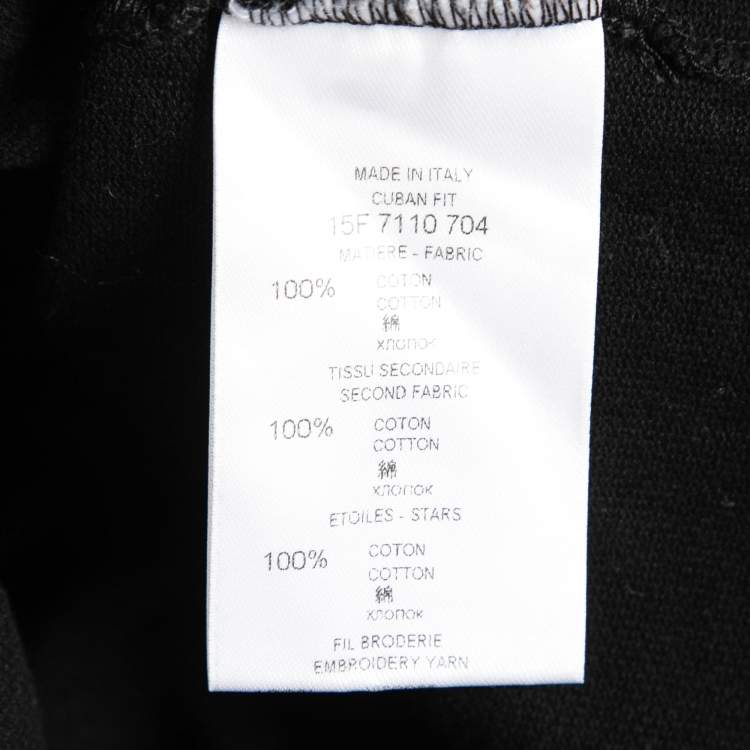 MADE IN ITALY
CUBAN FIT
15F 7110 704
MATIERE - FABRIC
100% COTON
COTTON
綿
ХЛОПОК
TISSU SECONDAIRE
SECOND FABRIC
100% COTON
COTTON
綿
ХЛОПОК
ETOILES - STARS
100% COTON
COTTON
綿
ХЛОПОК
FIL BRODERIE
EMBROIDERY YARN